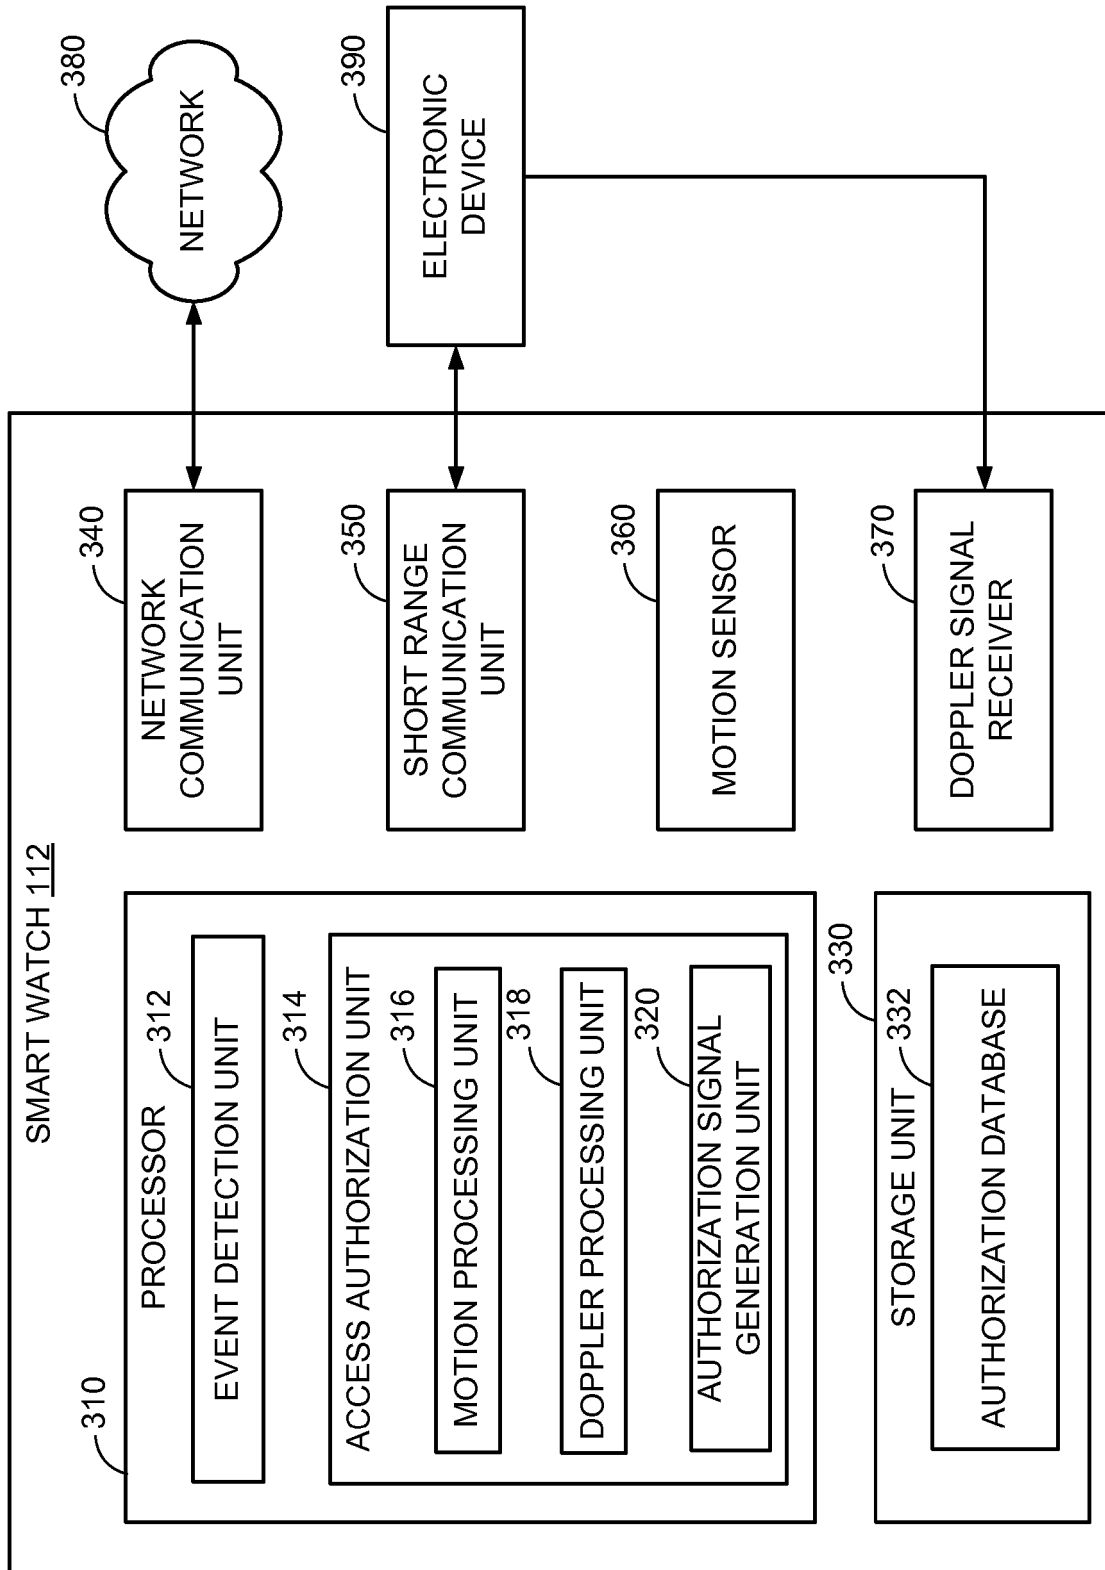 SMART WATCH 112
310
PROCESSOR
312
EVENT DETECTION UNIT
314
ACCESS AUTHORIZATION UNIT
316
MOTION PROCESSING UNIT
318
DOPPLER PROCESSING UNIT
320
AUTHORIZATION SIGNAL
GENERATION UNIT
330
STORAGE UNIT
332
AUTHORIZATION DATABASE
340
NETWORK
COMMUNICATION
UNIT
350
SHORT RANGE
COMMUNICATION
UNIT
360
MOTION SENSOR
370
DOPPLER SIGNAL
RECEIVER
380
NETWORK
390
ELECTRONIC
DEVICE